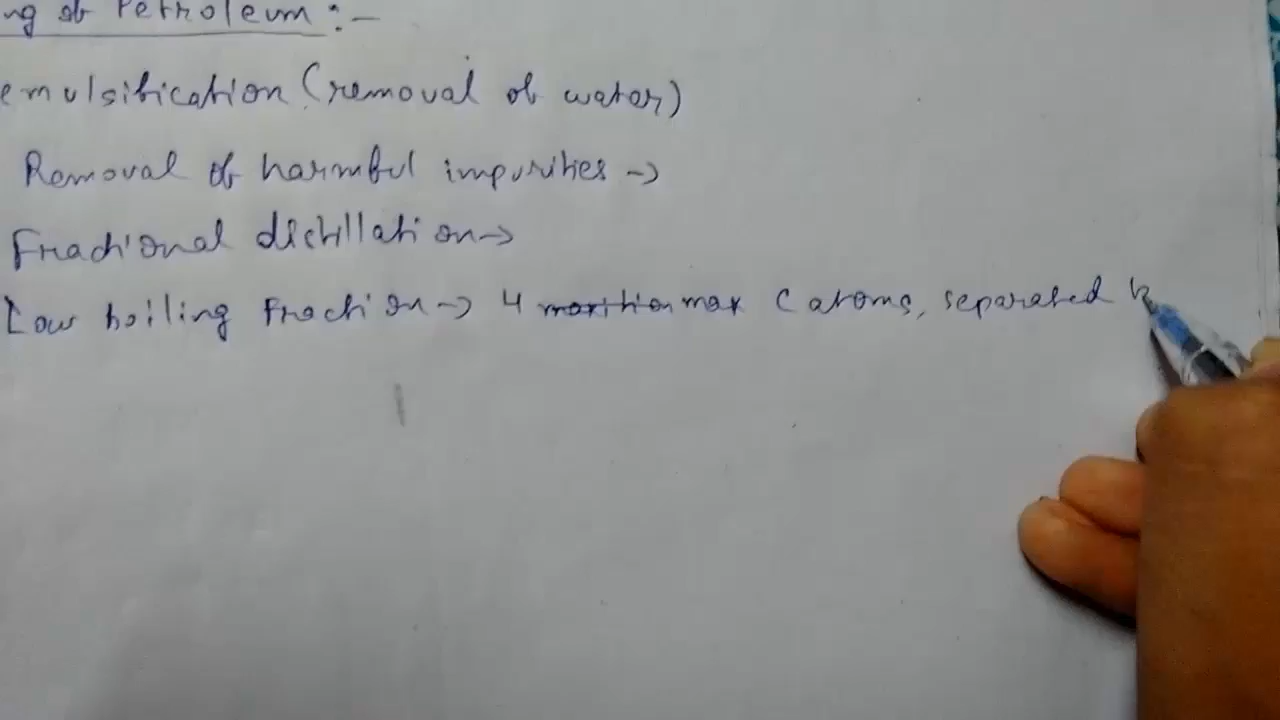 ng of Petroleum :-
emulsification (removal of water)
Removal of harmful impurities ->
Fractional distillation ->
Low boiling fraction -> 4 max C atoms, separated b